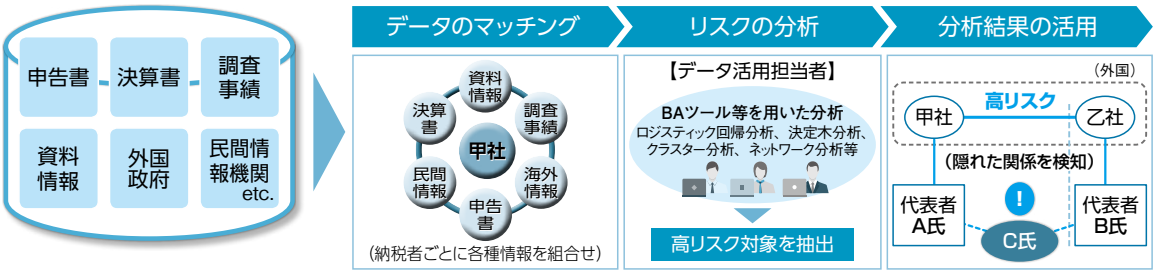 申告書
決算書
調査
事績
資料
情報
外国
政府
民間情
報機関
etc.
データのマッチング
資料
情報
決算
書
調査
事績
甲社
民間
情報
海外
情報
申告
書
(納税者ごとに各種情報を組合せ)
リスクの分析
【データ活用担当者】
BAツール等を用いた分析
ロジスティック回帰分析、決定木分析、
クラスター分析、ネットワーク分析等
高リスク対象を抽出
分析結果の活用
(外国)
高リスク
甲社
乙社
(隠れた関係を検知)
代表者
A氏
!
C氏
代表者
B氏